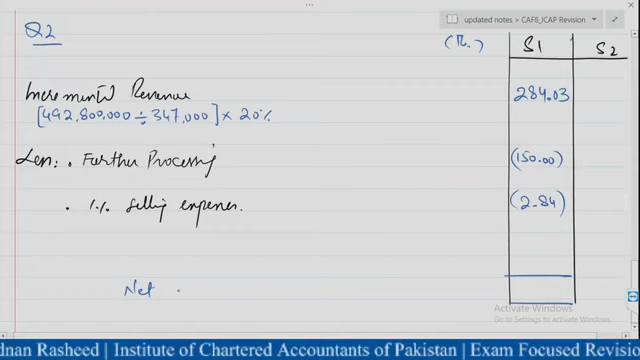 updated notes > CAF8_ICAP Revision
Q2
(Rs.) S1 S2
Incremental Revenue 284.03
[492,800,000 ÷ 347,000] × 20%
Less: • Further Processing (150.00)
• 1% Selling expenses. (2.84)
Net
Activate Windows
Go to Settings to activate Windows.
dnan Rasheed | Institute of Chartered Accountants of Pakistan | Exam Focused Revisio